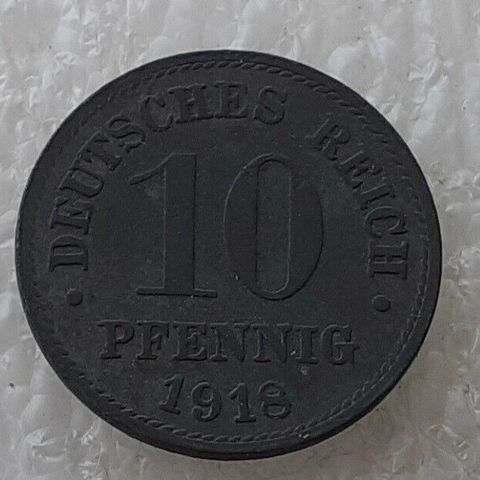 DEUTSCHES REICH
10
PFENNIG
1918